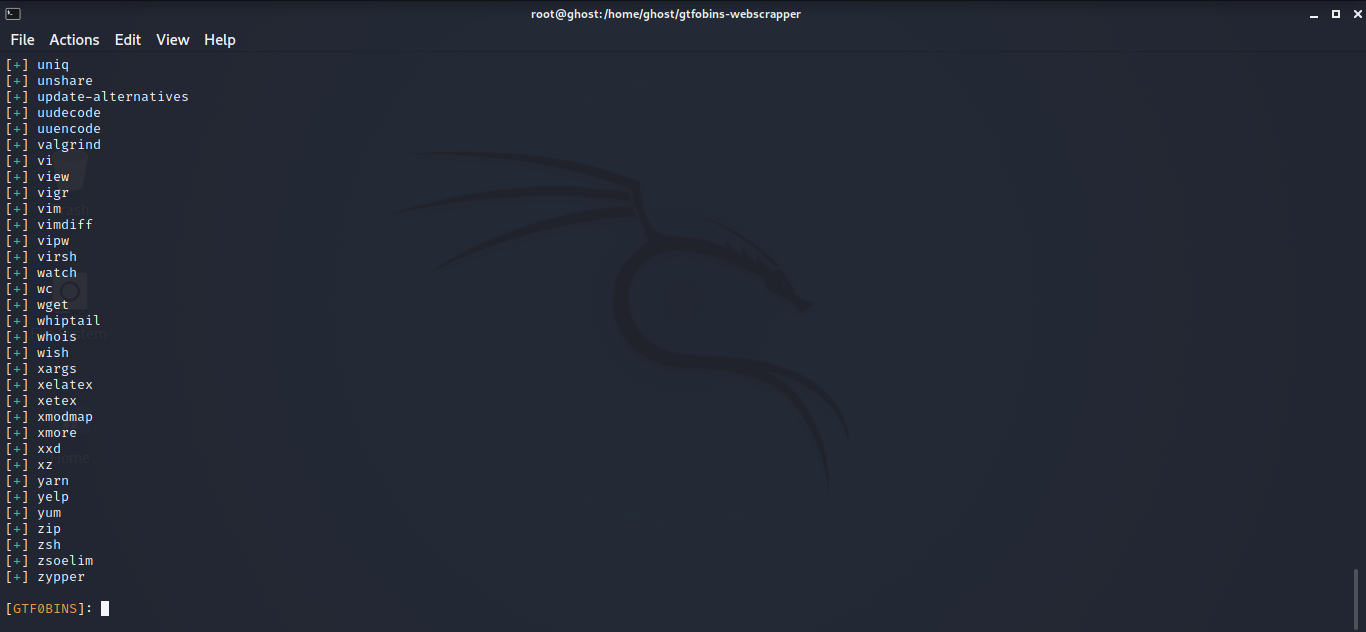 root@ghost:/home/ghost/gtfobins-webscrapper
File Actions Edit View Help
[+] uniq
[+] unshare
[+] update-alternatives
[+] uudecode
[+] uuencode
[+] valgrind
[+] vi
[+] view
[+] vigr
[+] vim
[+] vimdiff
[+] vipw
[+] virsh
[+] watch
[+] wc
[+] wget
[+] whiptail
[+] whois
[+] wish
[+] xargs
[+] xelatex
[+] xetex
[+] xmodmap
[+] xmore
[+] xxd
[+] xz
[+] yarn
[+] yelp
[+] yum
[+] zip
[+] zsh
[+] zsoelim
[+] zypper
[GTF0BINS]: